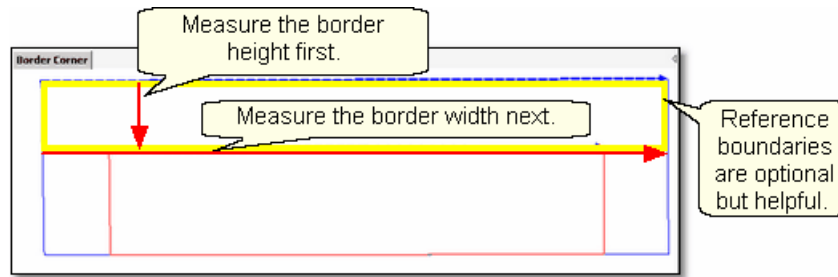 Measure the border
height first.
Border Corner
Measure the border width next.
Reference
boundaries
are optional
but helpful.